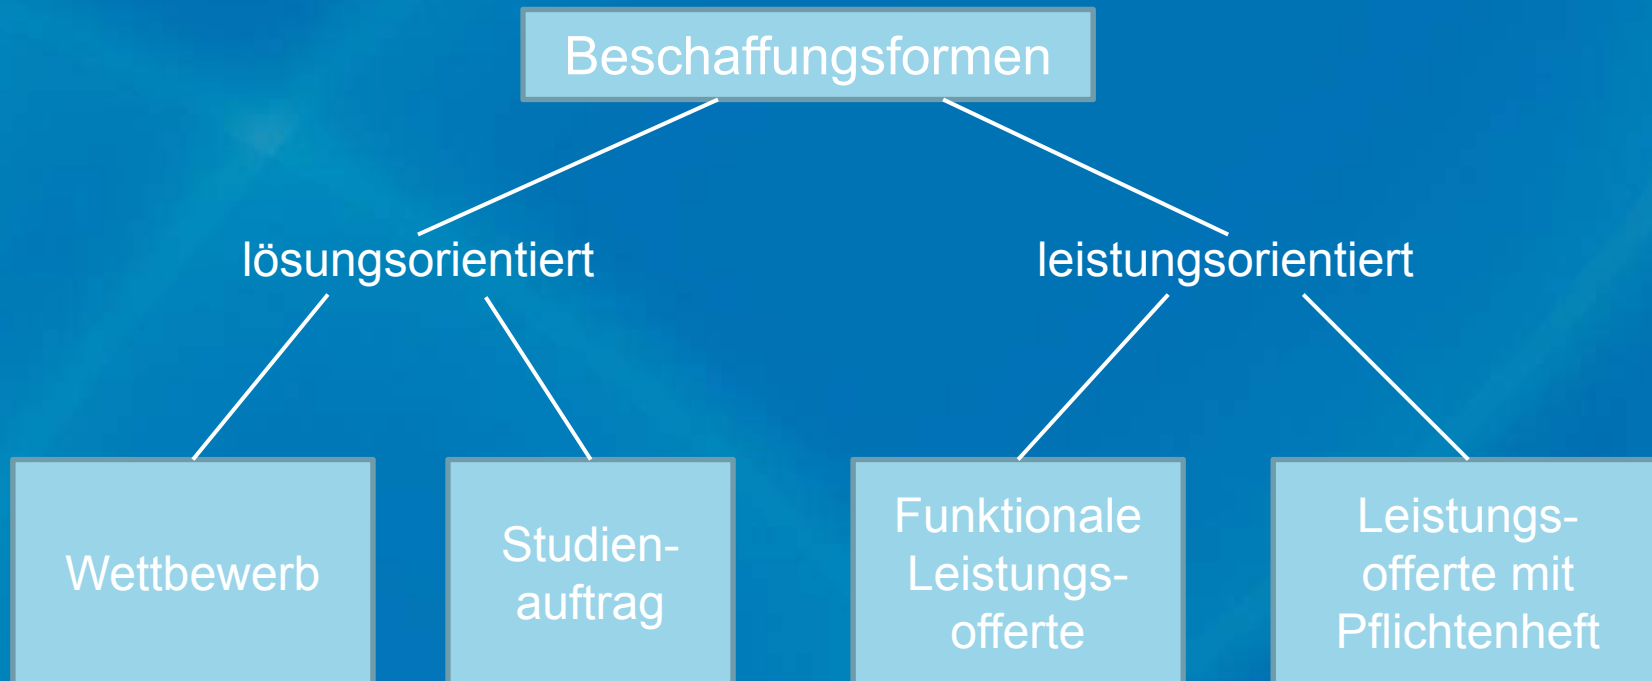 Beschaffungsformen
lösungsorientiert
leistungsorientiert
Wettbewerb
Studien-
auftrag
Funktionale
Leistungs-
offerte
Leistungs-
offerte mit
Pflichtenheft